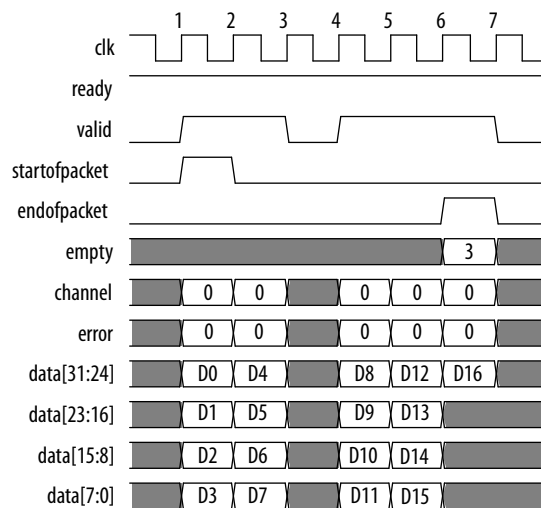 1 2 3 4 5 6 7
clk
ready
valid
startofpacket
endofpacket
empty 3
channel 0 0 0 0 0
error 0 0 0 0 0
data[31:24] D0 D4 D8 D12 D16
data[23:16] D1 D5 D9 D13
data[15:8] D2 D6 D10 D14
data[7:0] D3 D7 D11 D15